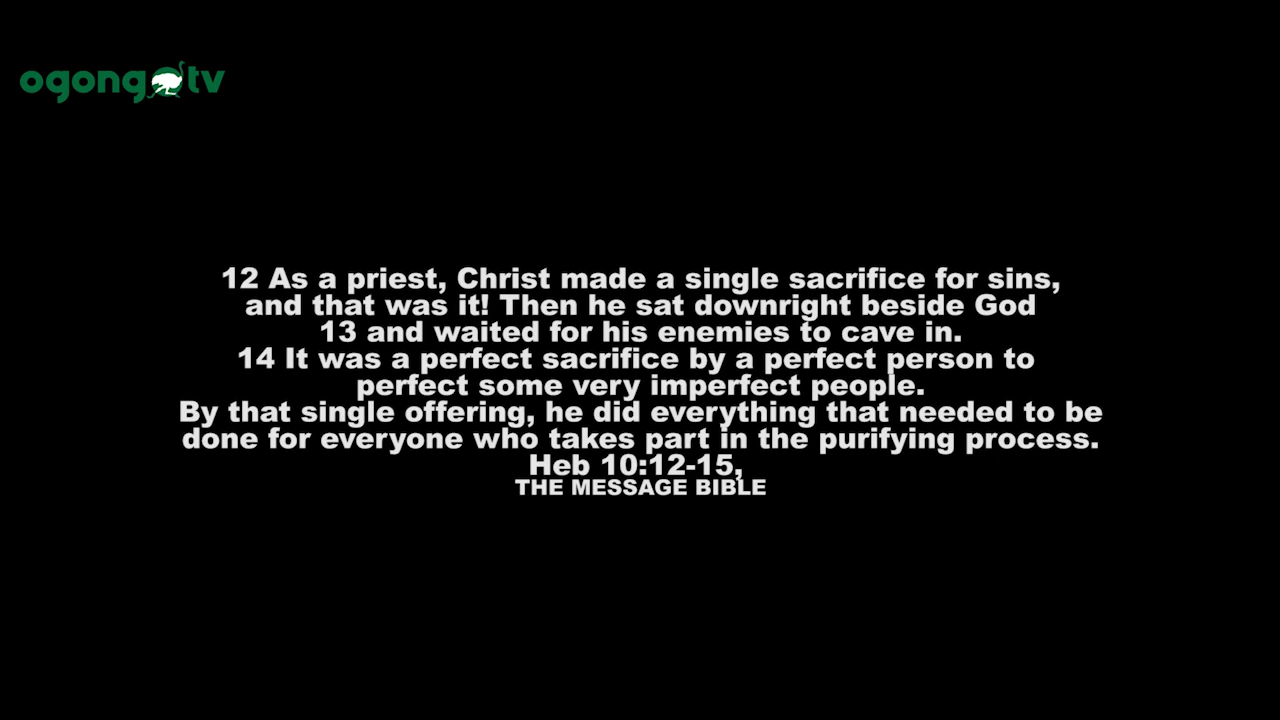 ogongo tv
12 As a priest, Christ made a single sacrifice for sins,
and that was it! Then he sat downright beside God
13 and waited for his enemies to cave in.
14 It was a perfect sacrifice by a perfect person to
perfect some very imperfect people.
By that single offering, he did everything that needed to be
done for everyone who takes part in the purifying process.
Heb 10:12-15,
THE MESSAGE BIBLE